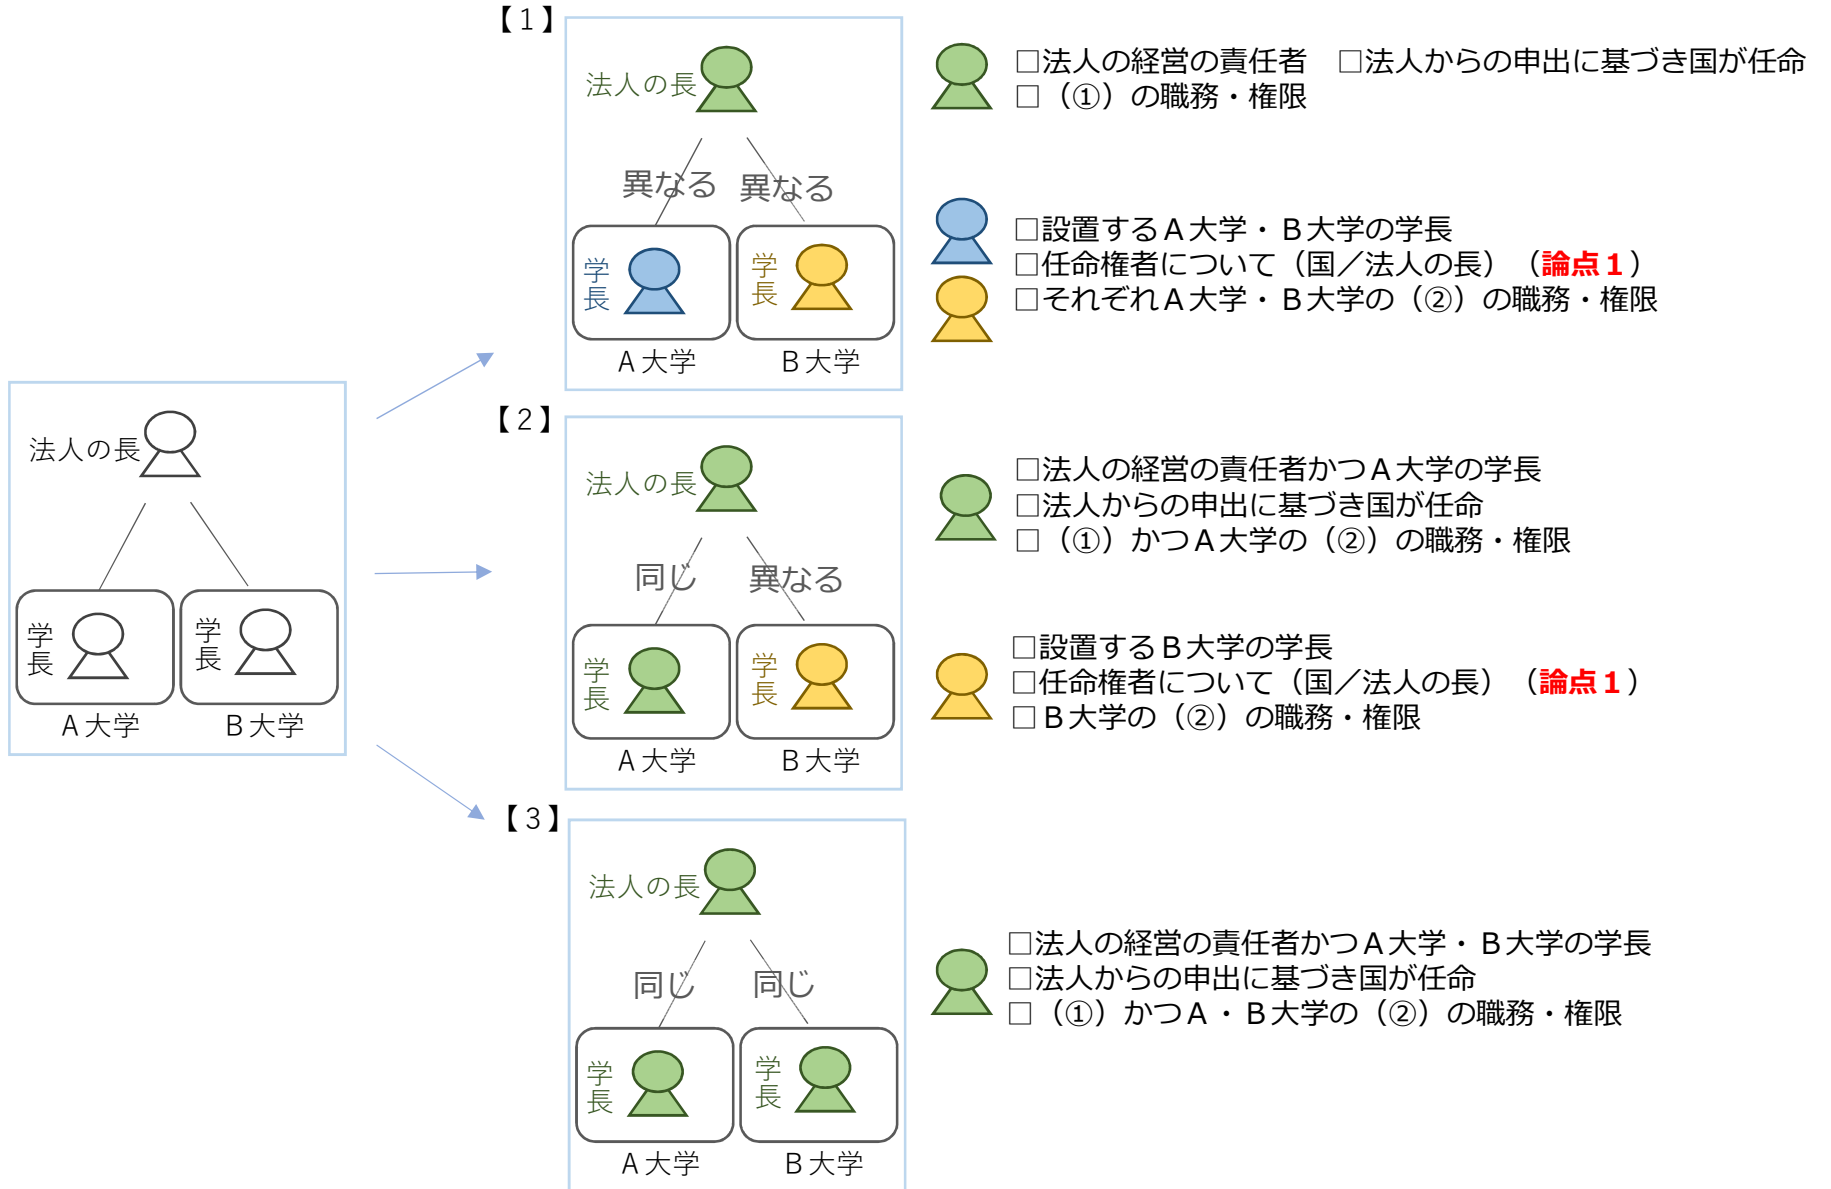 法人の長
学長
学長
A大学
B大学
【1】
法人の長
異なる
異なる
学長
学長
A大学
B大学
□法人の経営の責任者　□法人からの申出に基づき国が任命
□（①）の職務・権限
□設置するA大学・B大学の学長
□任命権者について（国／法人の長）（論点１）
□それぞれA大学・B大学の（②）の職務・権限
【2】
法人の長
同じ
異なる
学長
学長
A大学
B大学
□法人の経営の責任者かつA大学の学長
□法人からの申出に基づき国が任命
□（①）かつA大学の（②）の職務・権限
□設置するB大学の学長
□任命権者について（国／法人の長）（論点１）
□B大学の（②）の職務・権限
【3】
法人の長
同じ
同じ
学長
学長
A大学
B大学
□法人の経営の責任者かつA大学・B大学の学長
□法人からの申出に基づき国が任命
□（①）かつA・B大学の（②）の職務・権限